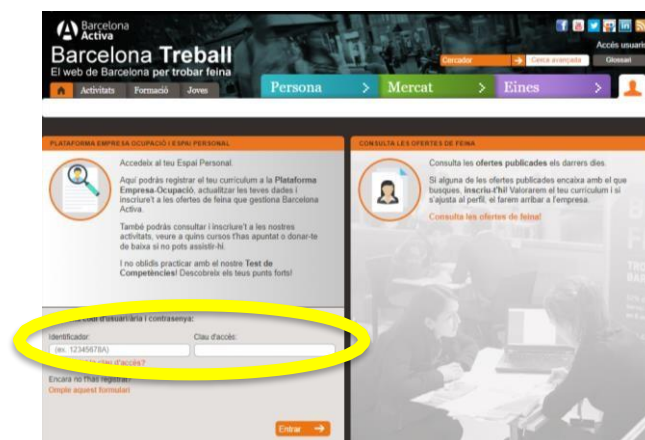 Barcelona
Activa
Barcelona Treball
El web de Barcelona per trobar feina
Accés usuaris
Cercador
Cerca avançada
Glossari
Activitats Formació Joves
Persona > Mercat > Eines >
PLATAFORMA EMPRESA OCUPACIÓ I ESPAI PERSONAL
Accedeix al teu Espai Personal.
Aquí podràs registrar el teu currículum a la Plataforma
Empresa-Ocupació, actualitzar les teves dades i
inscriure't a les ofertes de feina que gestiona Barcelona
Activa.
També podràs consultar i inscriure't a les nostres
activitats, veure a quins cursos t'has apuntat o donar-te
de baixa si no pots assistir-hi.
I no oblidis practicar amb el nostre Test de
Competències! Descobreix els teus punts forts!
d'usuari/ària i contrasenya:
Identificador: Clau d'accés:
(ex. 12345678A)
clau d'accés?
Encara no t'has registrat?
Omple aquest formulari
Entrar →
CONSULTA LES OFERTES DE FEINA
Consulta les ofertes publicades els darrers dies.
Si alguna de les ofertes publicades encaixa amb el que
busques, inscriu-t'hi! Valorarem el teu currículum i si
s'ajusta al perfil, el farem arribar a l'empresa.
Consulta les ofertes de feina!